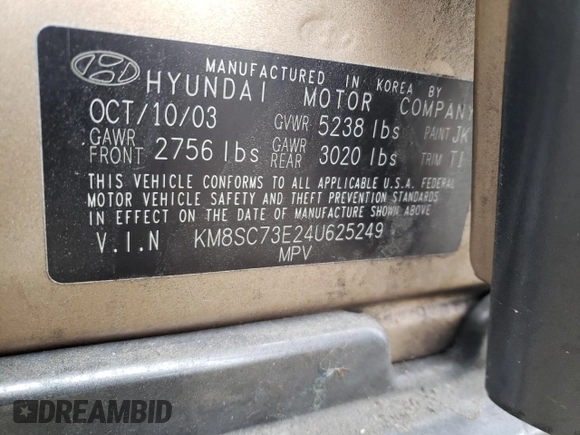 MANUFACTURED IN KOREA BY
HYUNDAI MOTOR COMPANY
OCT/10/03 GVWR 5238 lbs PAINT JK
GAWR FRONT 2756 lbs GAWR REAR 3020 lbs TRIM TI
THIS VEHICLE CONFORMS TO ALL APPLICABLE U.S.A. FEDERAL
MOTOR VEHICLE SAFETY AND THEFT PREVENTION STANDARDS
IN EFFECT ON THE DATE OF MANUFACTURE SHOWN ABOVE.
V.I.N KM8SC73E24U625249
MPV
DREAMBID